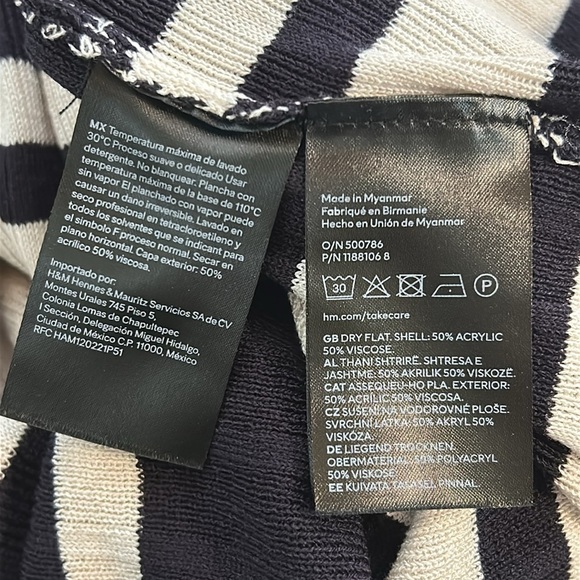 MX Temperatura máxima de lavado
30°C Proceso suave o delicado Usar
detergente. No blanquear. Plancha con
temperatura máxima de la base de 110°C
sin vapor El planchado con vapor puede
causar un dano irreversible. Lavado en
seco profesional en tetracloroetileno y
todos los solventes que se indican para
el simbolo F proceso normal. Secar en
plano horizontal. Capa exterior: 50%
acrílico 50% viscosa.
Importado por:
H&M Hennes & Mauritz Servicios SA de CV
Montes Urales 745 Piso 5,
Colonia Lomas de Chapultepec
I Sección, Delegación Miguel Hidalgo,
Ciudad de México C.P. 11000, México
RFC HAM120221P51
Made in Myanmar
Fabriqué en Birmanie
Hecho en Unión de Myanmar
O/N 500786
P/N 1188106 8
30 P
hm.com/takecare
GB DRY FLAT. SHELL: 50% ACRYLIC
50% VISCOSE.
AL THANI SHTRIRË. SHTRESA E
JASHTME: 50% AKRILIK 50% VISKOZË.
CAT ASSEQUEU-HO PLA. EXTERIOR:
50% ACRÍLIC 50% VISCOSA.
CZ SUŠENÍ NA VODOROVNÉ PLOŠE.
SVRCHNÍ LÁTKA: 50% AKRYL 50%
VISKÓZA.
DE LIEGEND TROCKNEN.
OBERMATERIAL: 50% POLYACRYL
50% VISKOSE.
EE KUIVATA TASASEL PINNAL.